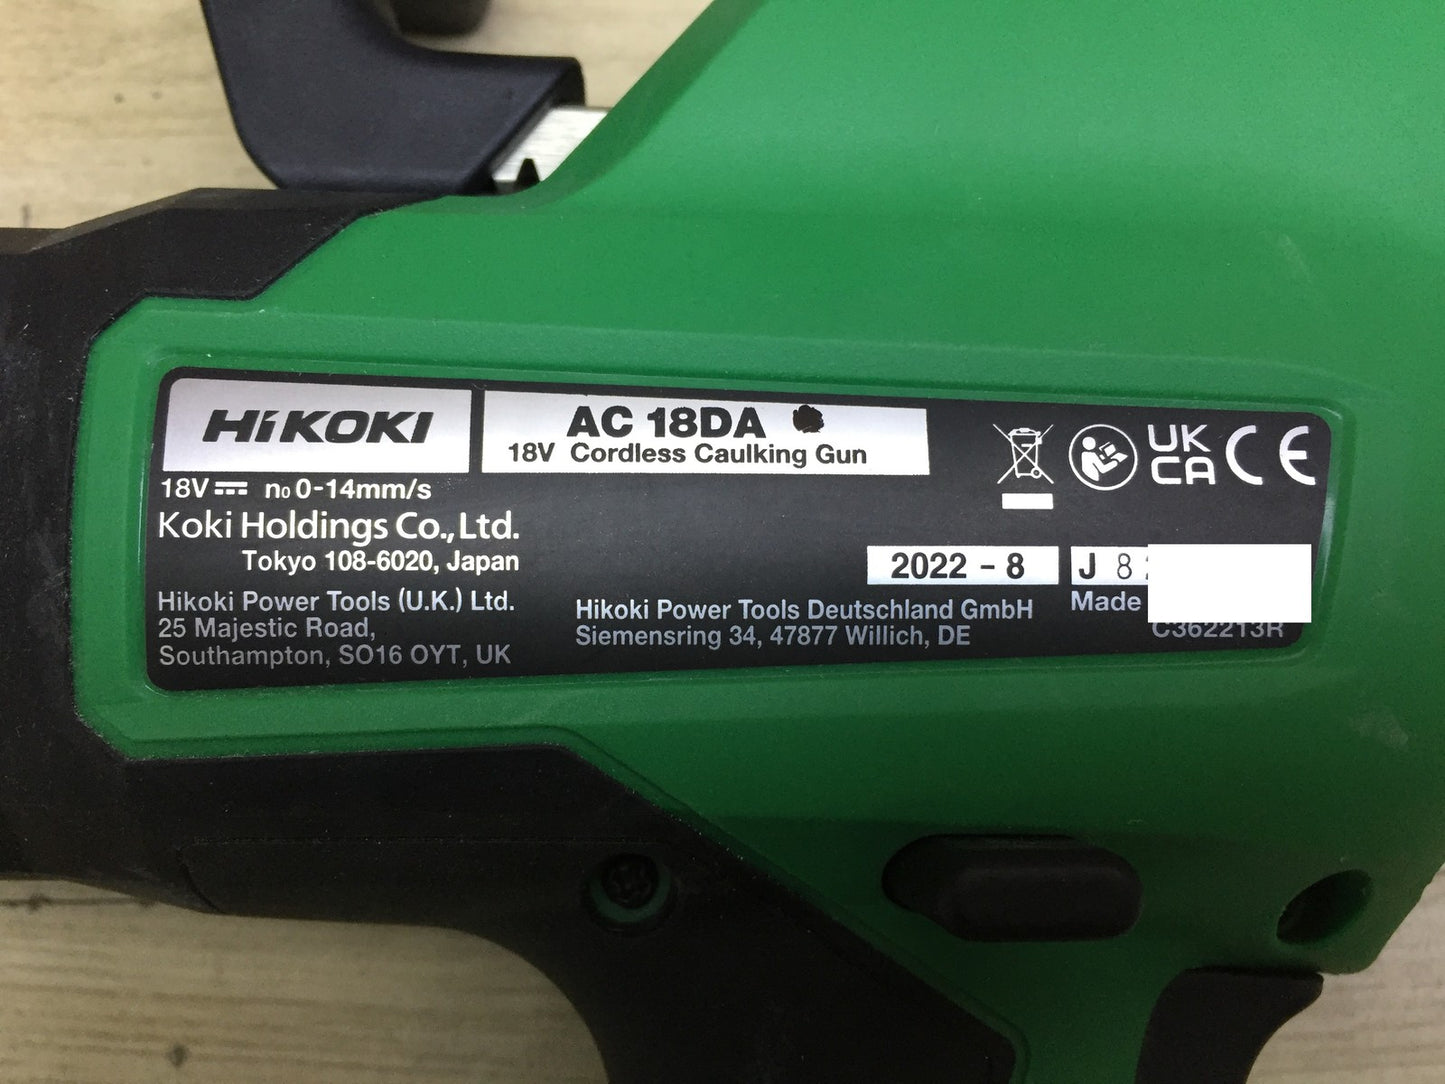 HiKOKI
AC 18DA
18V Cordless Caulking Gun
18V n₀ 0-14mm/s
Koki Holdings Co., Ltd.
Tokyo 108-6020, Japan
Hikoki Power Tools (U.K.) Ltd.
25 Majestic Road,
Southampton, SO16 OYT, UK
Hikoki Power Tools Deutschland GmbH
Siemensring 34, 47877 Willich, DE
UK
CA
CE
2022 - 8
J 8
Made
C362213R